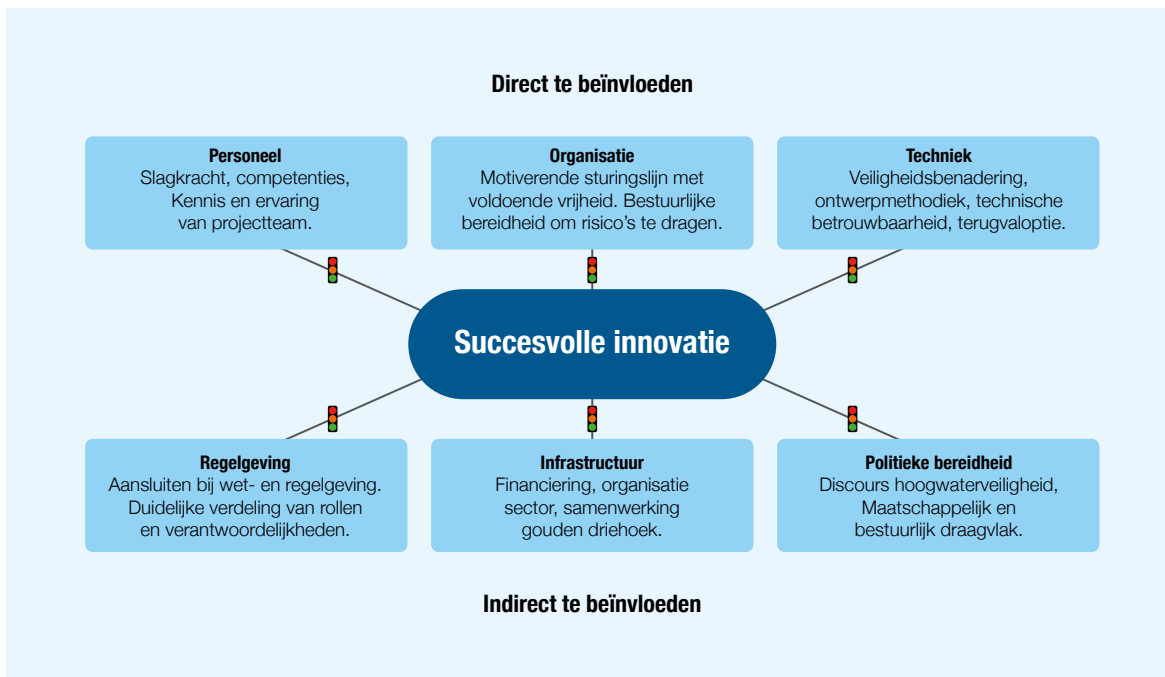 Direct te beïnvloeden
Personeel
Slagkracht, competenties,
Kennis en ervaring
van projectteam.
Organisatie
Motiverende sturingslijn met
voldoende vrijheid. Bestuurlijke
bereidheid om risico's te dragen.
Techniek
Veiligheidsbenadering,
ontwerpmethodiek, technische
betrouwbaarheid, terugvaloptie.
Succesvolle innovatie
Regelgeving
Aansluiten bij wet- en regelgeving.
Duidelijke verdeling van rollen
en verantwoordelijkheden.
Infrastructuur
Financiering, organisatie
sector, samenwerking
gouden driehoek.
Politieke bereidheid
Discours hoogwaterveiligheid,
Maatschappelijk en
bestuurlijk draagvlak.
Indirect te beïnvloeden